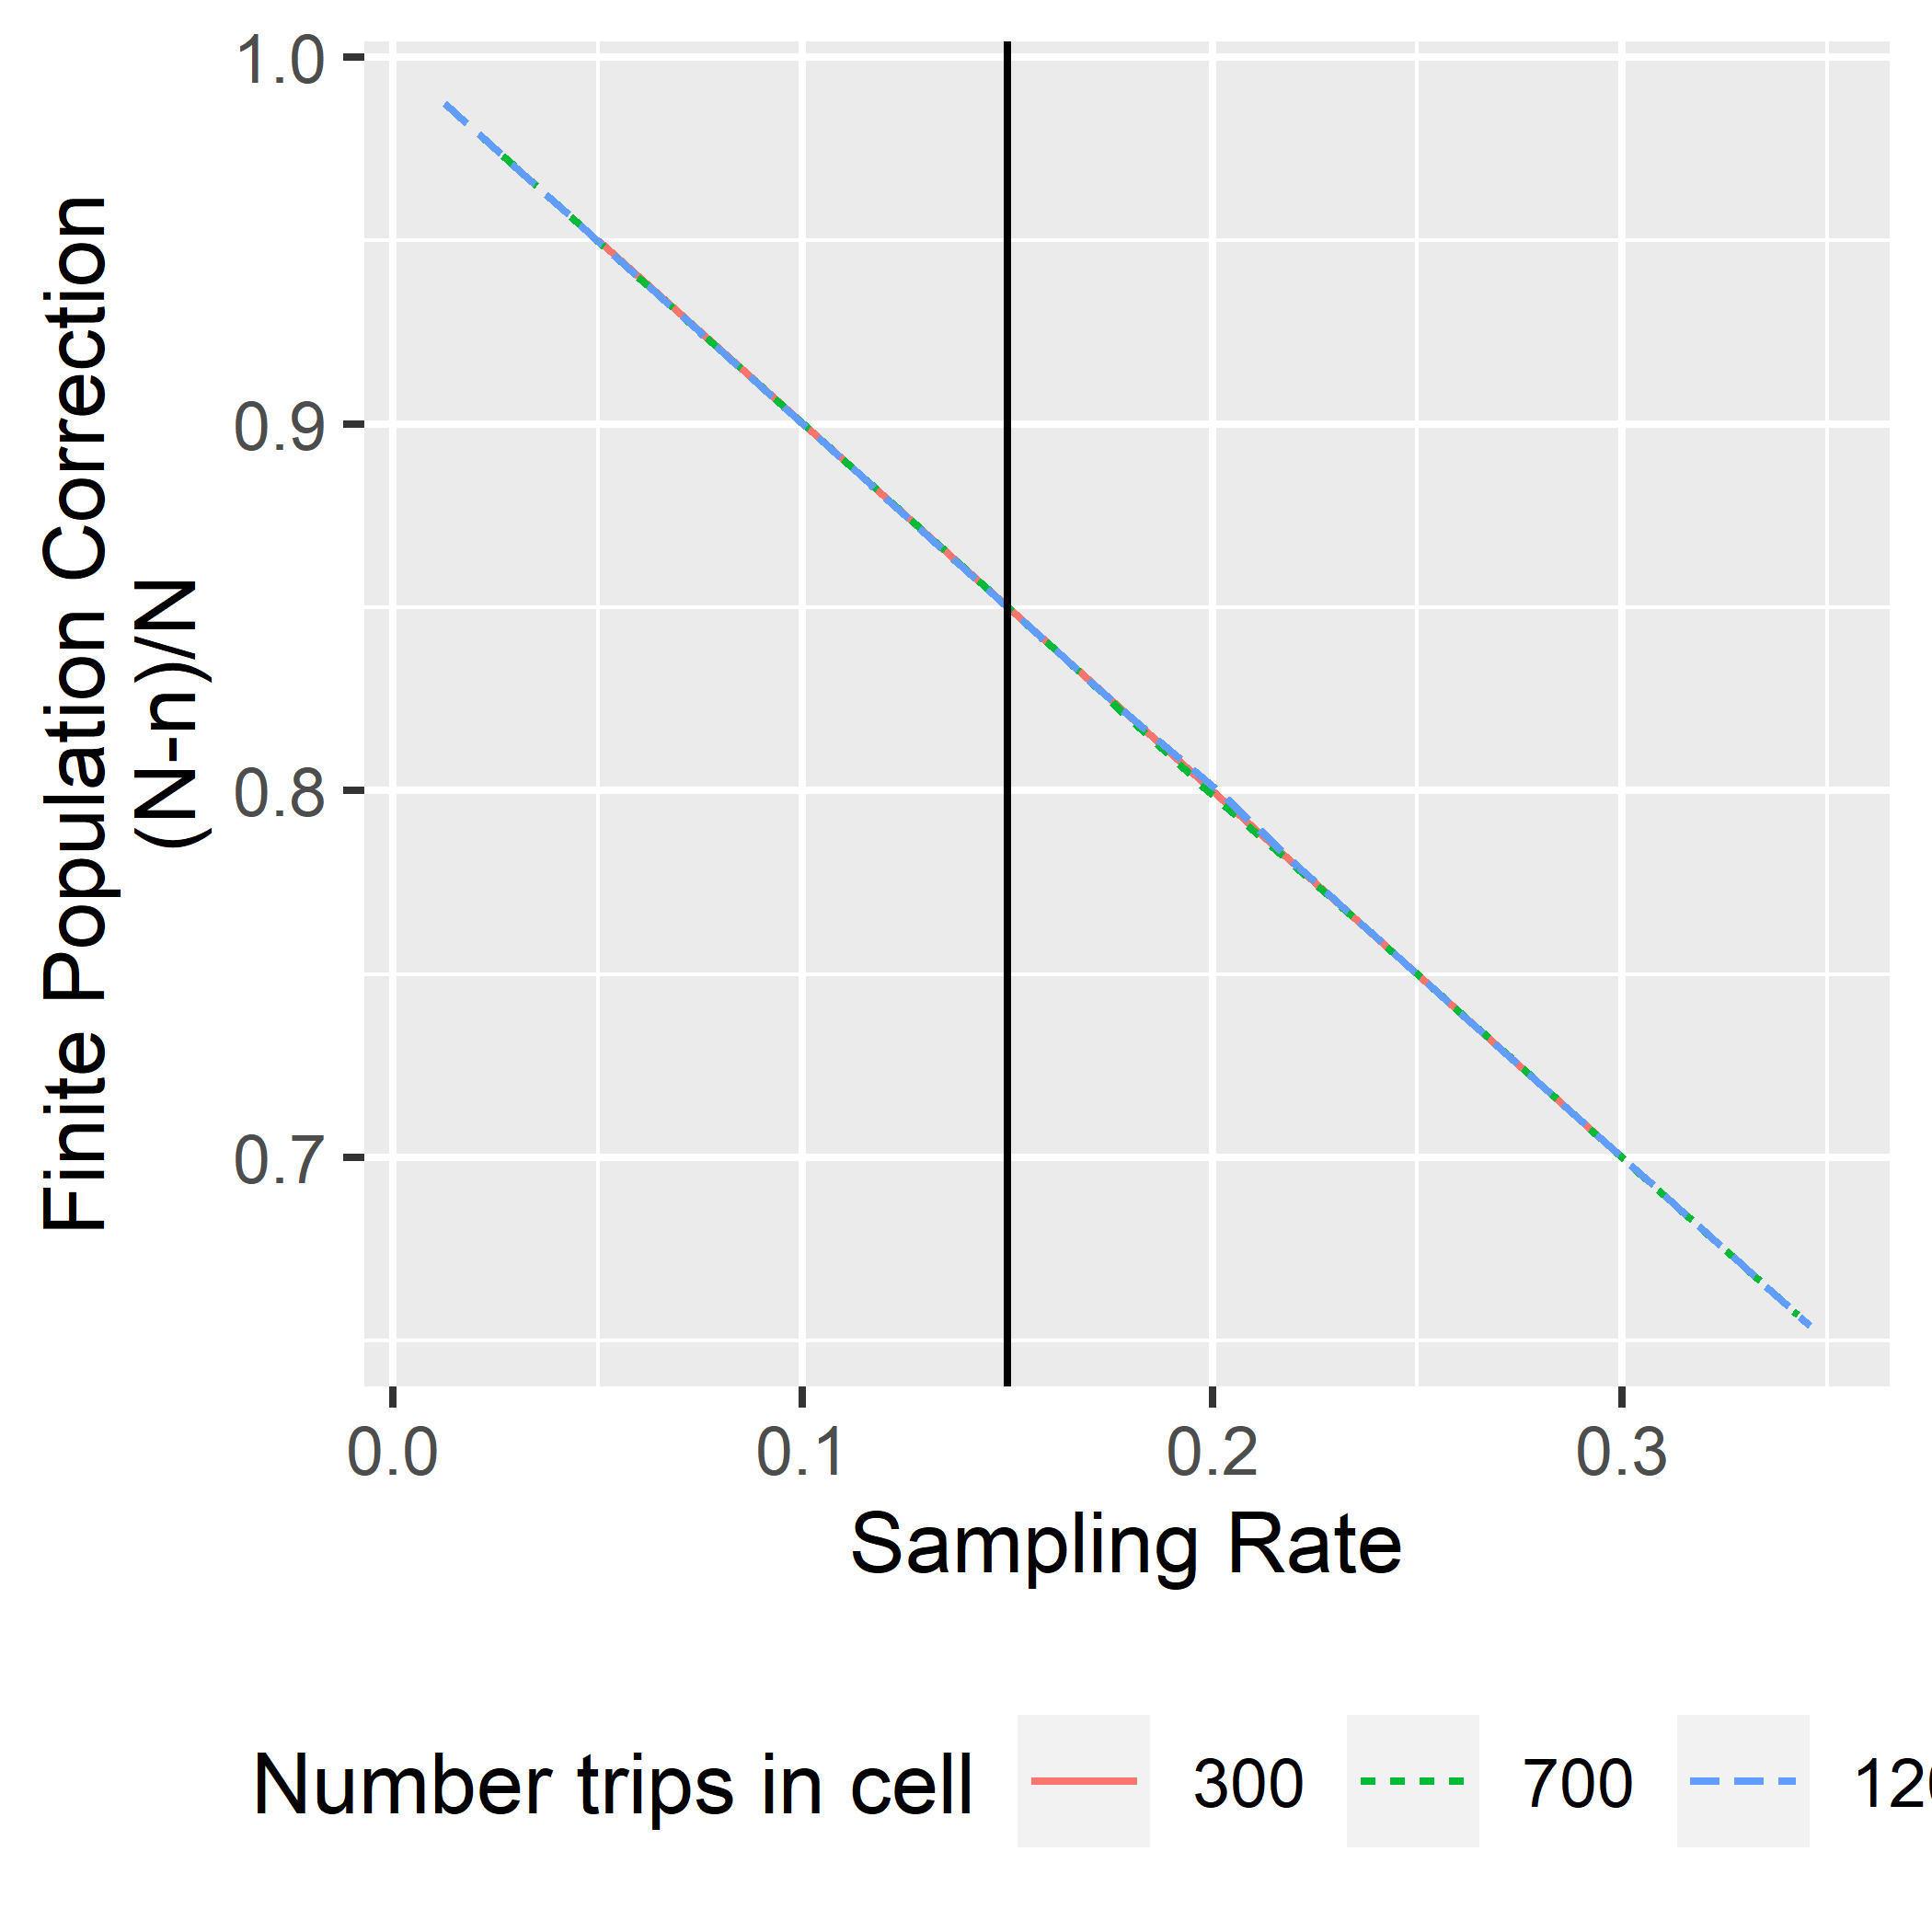 Finite Population Correction
(N-n)/N
1.0
0.9
0.8
0.7
0.0 0.1 0.2 0.3
Sampling Rate
Number trips in cell 300 700